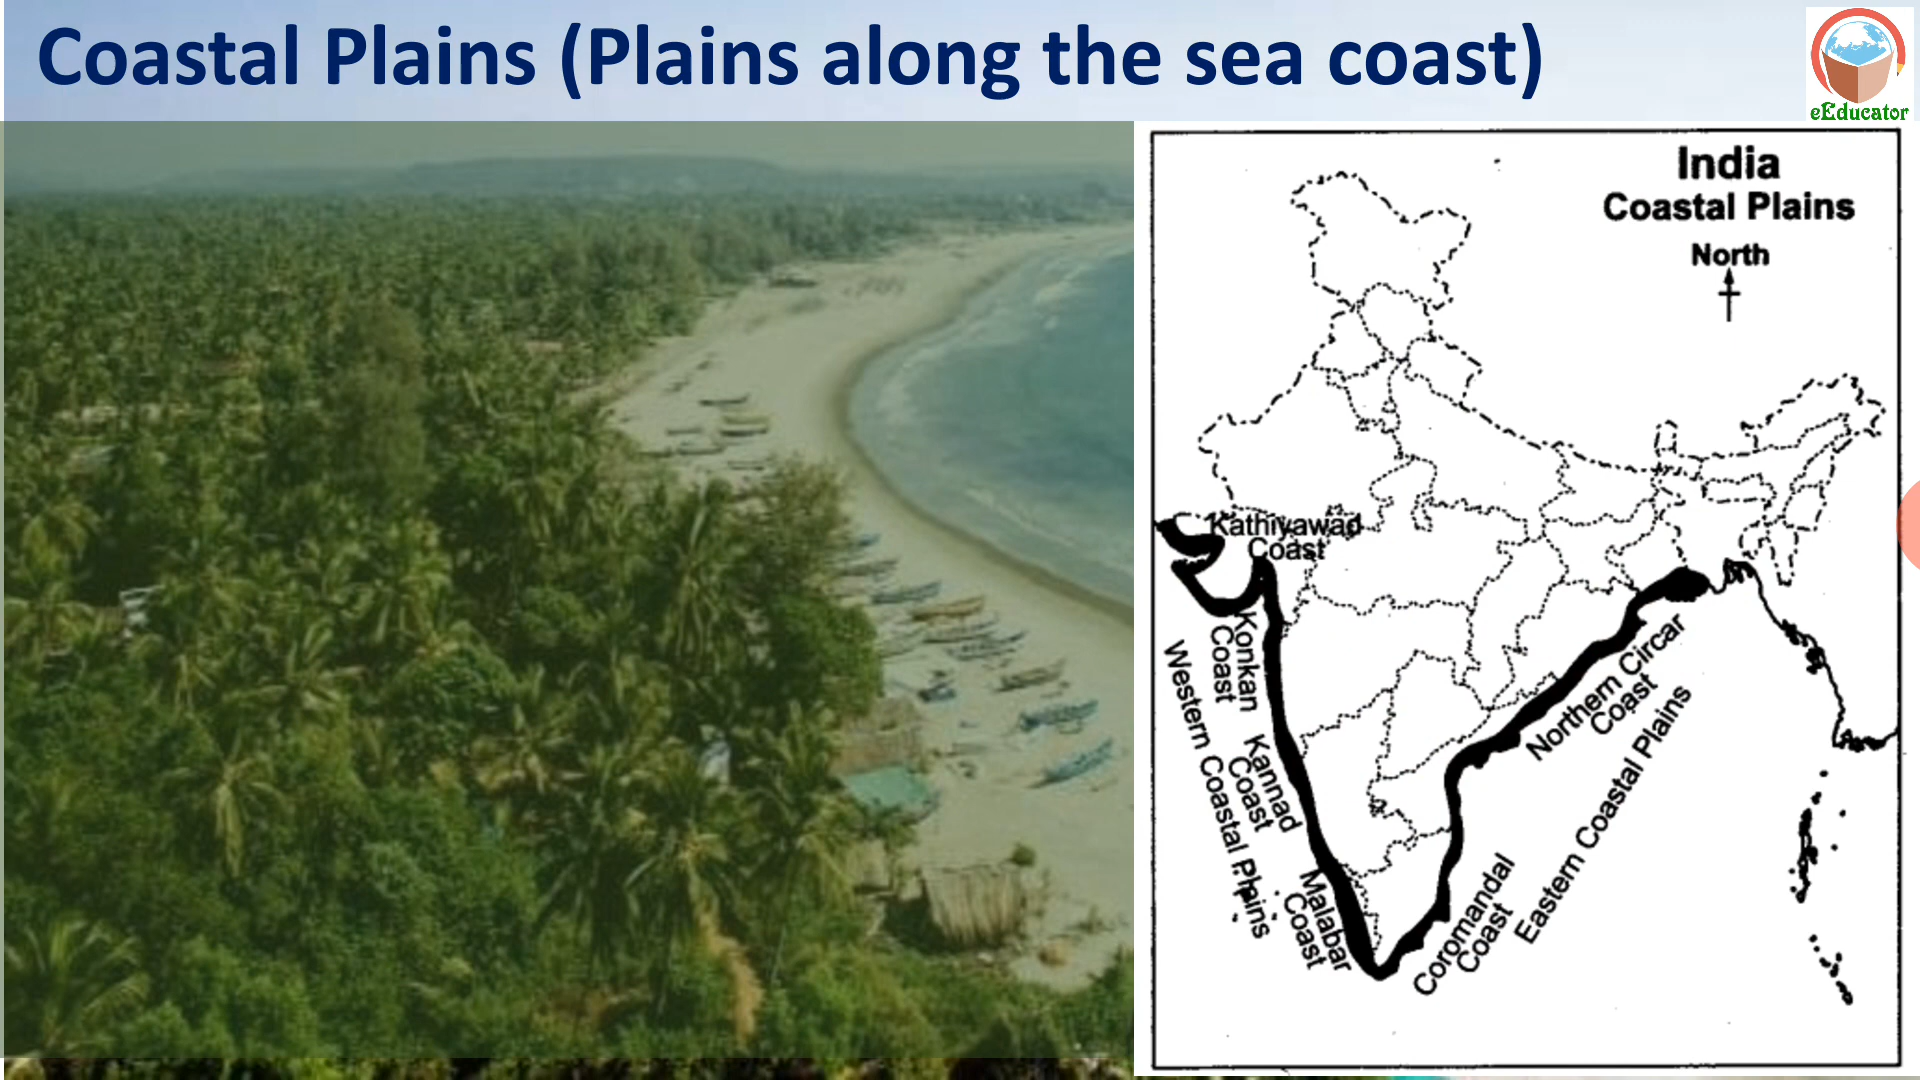 Coastal Plains (Plains along the sea coast)
eEducator
India
Coastal Plains
North
Kathiyawad
Coast
Konkan
Coast
Kannad
Coast
Malabar
Coast
Western Coastal Plains
Northern Circar
Coast
Coromandal
Coast
Eastern Coastal Plains